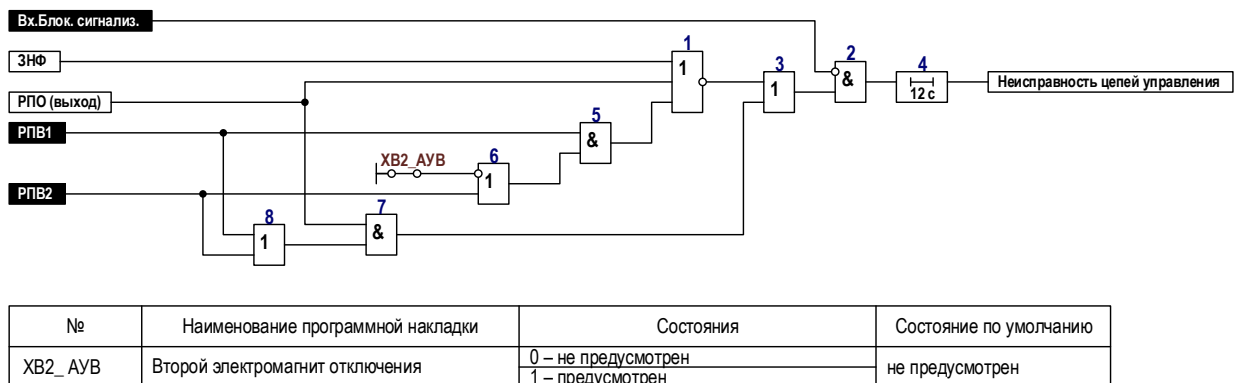 Вх.Блок. сигнализ.
ЗНФ
РПО (выход)
РПВ1
РПВ2
ХВ2_АУВ
1
1
2
&
3
1
4
12 с
5
&
6
1
7
&
8
1
Неисправность цепей управления
№ Наименование программной накладки Состояния Состояние по умолчанию
ХВ2_ АУВ Второй электромагнит отключения 0 – не предусмотрен не предусмотрен
1 – предусмотрен